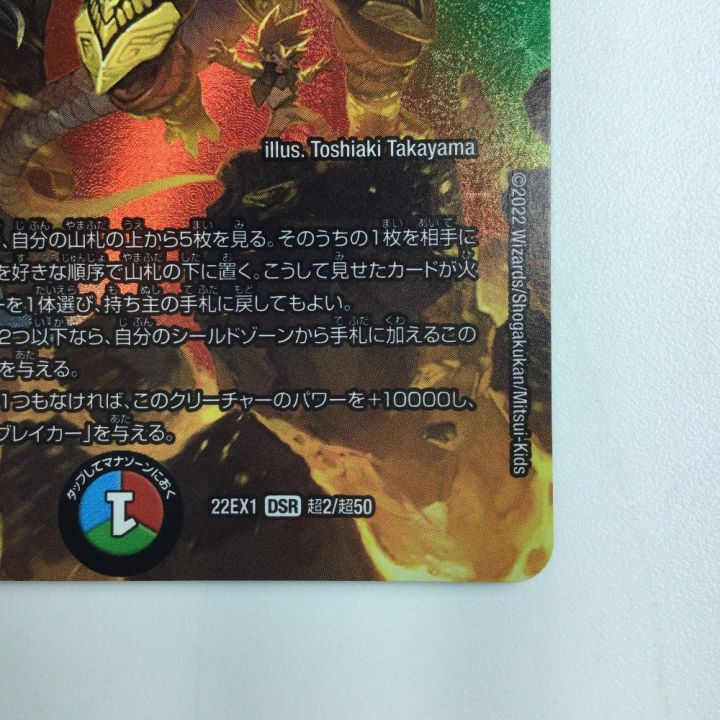 illus. Toshiaki Takayama
、自分の山札の上から5枚を見る。そのうちの1枚を相手に
を好きな順序で山札の下に置く。こうして見せたカードが火
ーを1体選び、持ち主の手札に戻してもよい。
2つ以下なら、自分のシールドゾーンから手札に加えるこの
を与える。
1つもなければ、このクリーチャーのパワーを+10000し、
ブレイカー」を与える。
タップしてマナゾーンにおく
1
22EX1 DSR 超2/超50
©2022 Wizards/Shogakukan/Mitsui-Kids